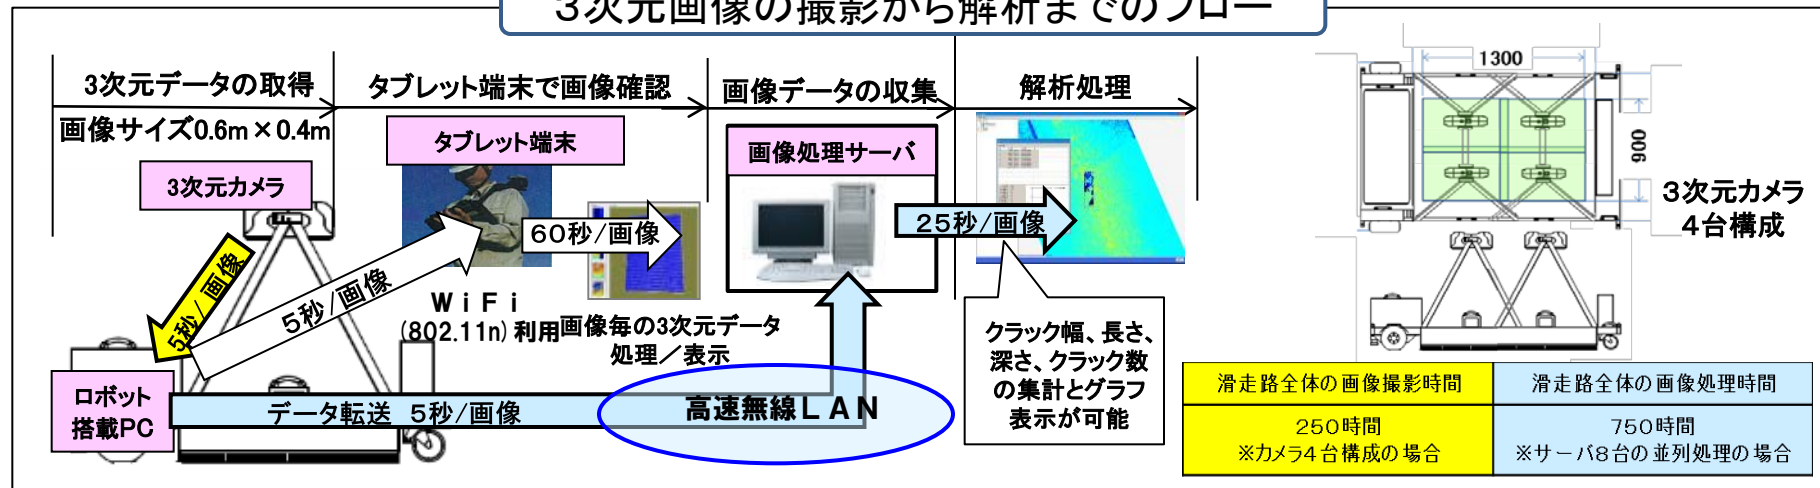 3次元画像の撮影から解析までのフロー
3次元データの取得
タブレット端末で画像確認
画像データの収集
解析処理
画像サイズ0.6m×0.4m
3次元カメラ
タブレット端末
画像処理サーバ
5秒/画像
5秒/画像
60秒/画像
25秒/画像
WiFi
(802.11n)利用
画像毎の3次元データ
処理/表示
ロボット
搭載PC
データ転送 5秒/画像
高速無線LAN
クラック幅、長さ、
深さ、クラック数
の集計とグラフ
表示が可能
1300
900
3次元カメラ
4台構成
滑走路全体の画像撮影時間
滑走路全体の画像処理時間
250時間
※カメラ4台構成の場合
750時間
※サーバ8台の並列処理の場合